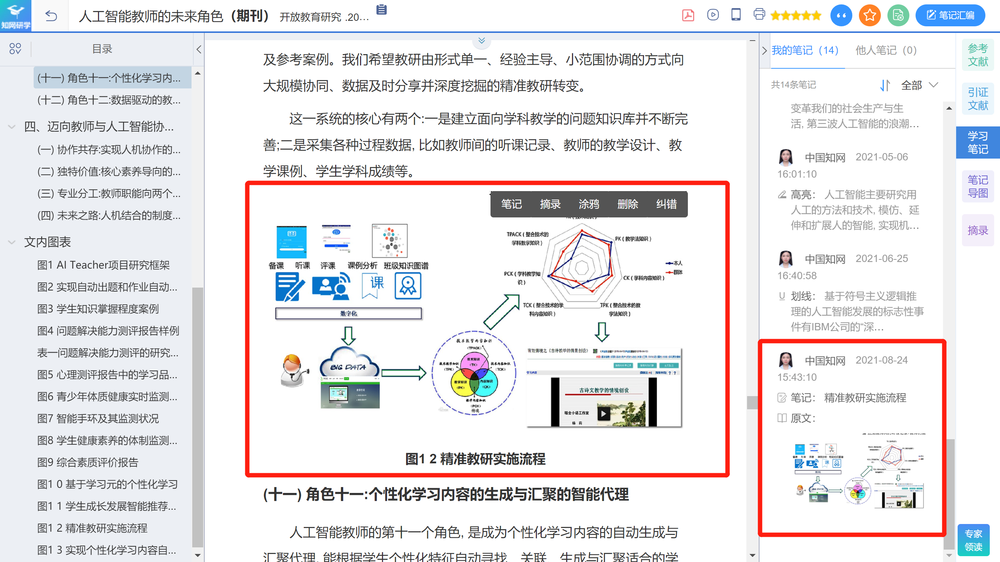 知网研学
人工智能教师的未来角色（期刊） 开放教育研究 .20…
笔记汇编
目录
(十一) 角色十一:个性化学习内…
(十二) 角色十二:数据驱动的教…
四、迈向教师与人工智能协…
(一) 协作共存:实现人机协作的…
(二) 独特价值:核心素养导向的…
(三) 专业分工:教师职能向两个…
(四) 未来之路:人机结合的制度…
文内图表
图1 AI Teacher项目研究框架
图2 实现自动出题和作业自动…
图3 学生知识掌握程度案例
图4 问题解决能力测评报告样例
表一问题解决能力测评的研究…
图5 心理测评报告中的学习品…
图6 青少年体质健康实时监测…
图7 智能手环及其监测状况
图8 学生健康素养的体制监测…
图9 综合素质评价报告
图1 0 基于学习元的个性化学习
图1 1 学生成长发展智能推荐…
图1 2 精准教研实施流程
图1 3 实现个性化学习内容自…
及参考案例。我们希望教研由形式单一、经验主导、小范围协调的方式向
大规模协同、数据及时分享并深度挖掘的精准教研转变。
这一系统的核心有两个:一是建立面向学科教学的问题知识库并不断完
善;二是采集各种过程数据, 比如教师间的听课记录、教师的教学设计、教
学课例、学生学科成绩等。
笔记 摘录 涂鸦 删除 纠错
TPACK ( 整合技术的
学科教学知识 )
PK ( 教学法知识 )
本人
群体
PCK ( 学科教学知
识 )
CK ( 学科内容知识 )
TCK ( 整合技术的学
科内容知识 )
TPK ( 整合技术的教
学法知识 )
备课 听课 评课 课例分析 班级知识图谱
课
数字化
BIG DATA
技术教学内容知识
(TPACK)
技术知识
(TK)
技术教学知识
(TPK)
技术内容知识
(TCK)
教学知识
(PK)
内容知识
(CK)
教学内容知识
(PCK)
情境
有效情境之《古诗教学的情景创设》
学习内容
古诗文教学的情境创设
瑞金小语工作室
杨 莉
图1 2 精准教研实施流程
(十一) 角色十一:个性化学习内容的生成与汇聚的智能代理
人工智能教师的第十一个角色, 是成为个性化学习内容的自动生成与
汇聚代理, 能根据学生个性化特征自动寻找、关联、生成与汇聚适合的学
我的笔记（14） 他人笔记（0）
共14条笔记 全部
变革我们的社会生产与生
活, 第三波人工智能的浪潮…
中国知网 2021-05-06
16:01:10
高亮： 人工智能主要研究用
人工的方法和技术, 模仿、延
伸和扩展人的智能, 实现机…
中国知网 2021-06-25
16:40:58
划线： 基于符号主义逻辑推
理的人工智能发展的标志性事
件有IBM公司的“深…
中国知网 2021-08-24
15:43:10
笔记： 精准教研实施流程
原文：
参考
文献
引证
文献
学习
笔记
笔记
导图
摘录
专家
领读